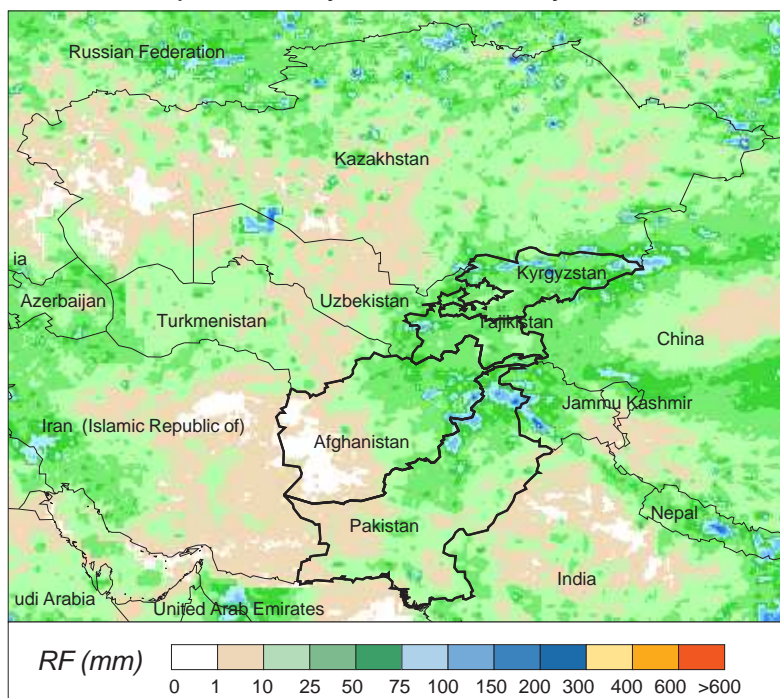 Russian Federation
Kazakhstan
ia
Kyrgyzstan
Azerbaijan
Uzbekistan
Turkmenistan
Tajikistan
China
Jammu Kashmir
Iran (Islamic Republic of)
Afghanistan
Nepal
Pakistan
India
udi Arabia
United Arab Emirates
RF (mm)
0 1 10 25 50 75 100 150 200 300 400 600 >600